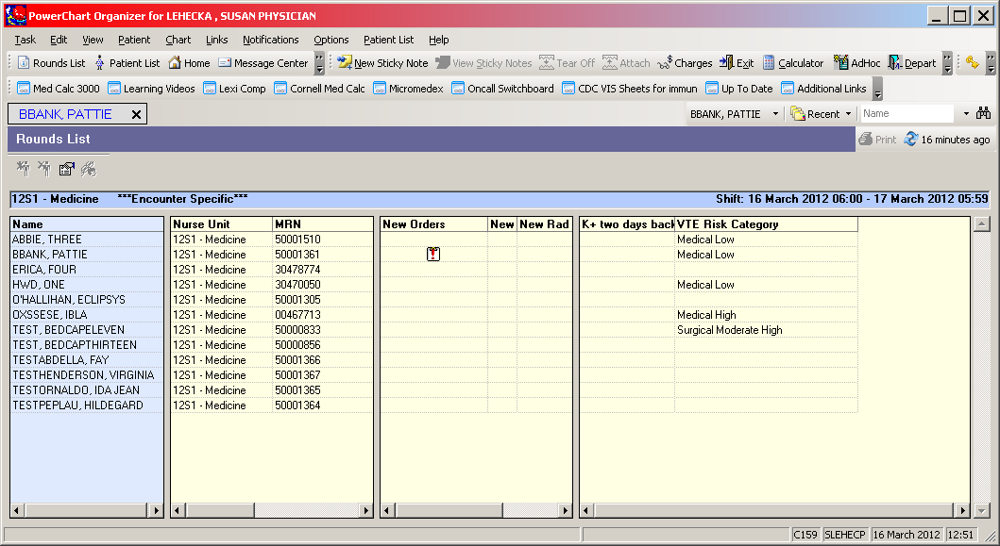 PowerChart Organizer for LEHECKA , SUSAN PHYSICIAN
Task Edit View Patient Chart Links Notifications Options Patient List Help
Rounds List Patient List Home Message Center New Sticky Note View Sticky Notes Tear Off Attach Charges Exit Calculator AdHoc Depart
Med Calc 3000 Learning Videos Lexi Comp Cornell Med Calc Micromedex Oncall Switchboard CDC VIS Sheets for immun Up To Date Additional Links
BBANK, PATTIE BBANK, PATTIE Recent Name
Rounds List Print 16 minutes ago
12S1 - Medicine ***Encounter Specific*** Shift: 16 March 2012 06:00 - 17 March 2012 05:59
Name Nurse Unit MRN New Orders New New Rad K+ two days back VTE Risk Category
ABBIE, THREE 12S1 - Medicine 50001510 Medical Low
BBANK, PATTIE 12S1 - Medicine 50001361 Medical Low
ERICA, FOUR 12S1 - Medicine 30478774
HWD, ONE 12S1 - Medicine 30470050 Medical Low
O'HALLIHAN, ECLIPSYS 12S1 - Medicine 50001305
OXSSESE, IBLA 12S1 - Medicine 00467713 Medical High
TEST, BEDCAPELEVEN 12S1 - Medicine 50000833 Surgical Moderate High
TEST, BEDCAPTHIRTEEN 12S1 - Medicine 50000856
TESTABDELLA, FAY 12S1 - Medicine 50001366
TESTHENDERSON, VIRGINIA 12S1 - Medicine 50001367
TESTORNALDO, IDA JEAN 12S1 - Medicine 50001365
TESTPEPLAU, HILDEGARD 12S1 - Medicine 50001364
C159 SLEHECP 16 March 2012 12:51